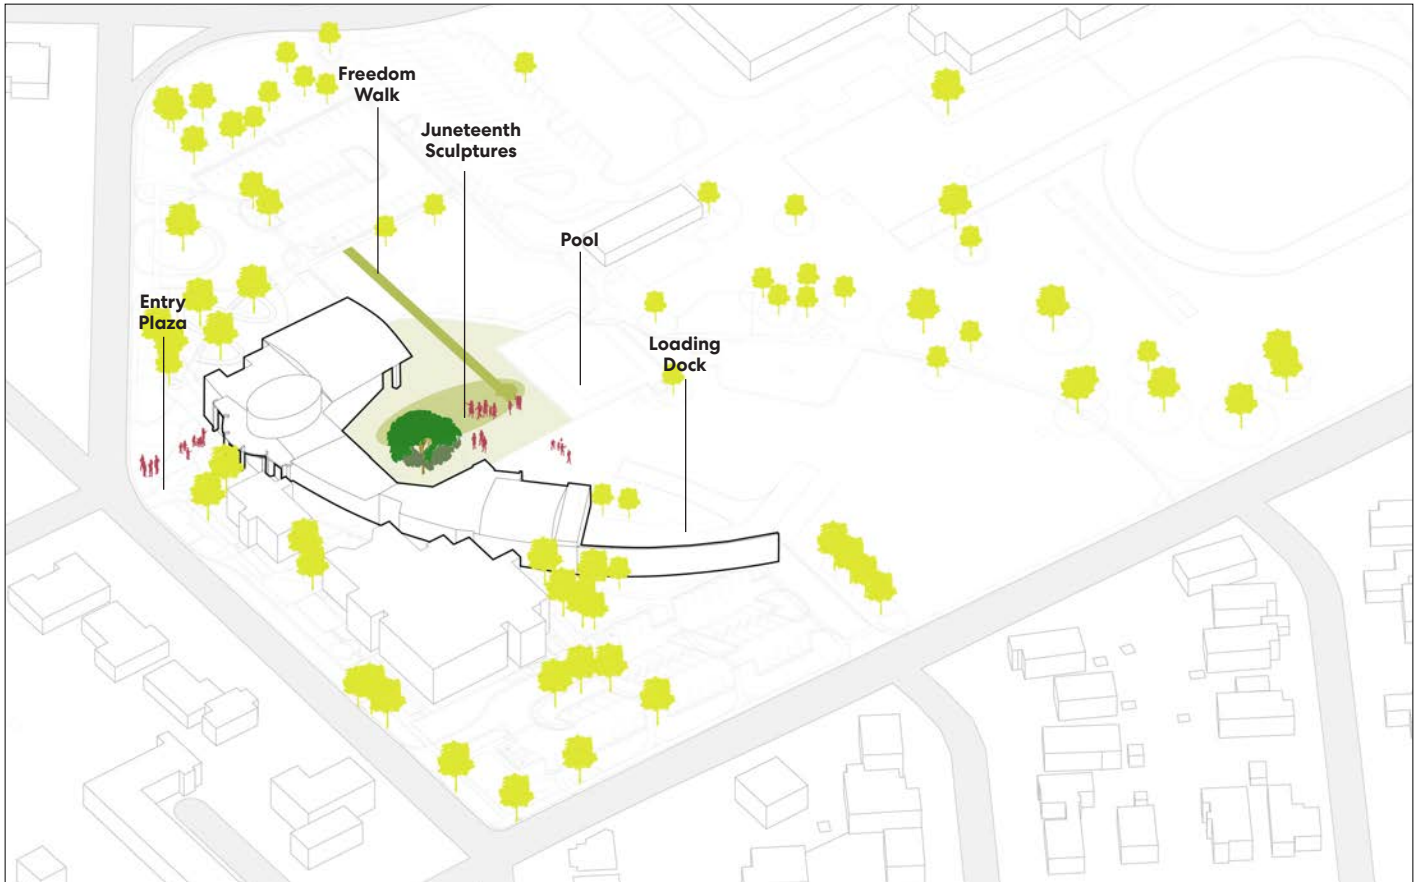 Freedom
Walk
Juneteenth
Sculptures
Pool
Entry
Plaza
Loading
Dock